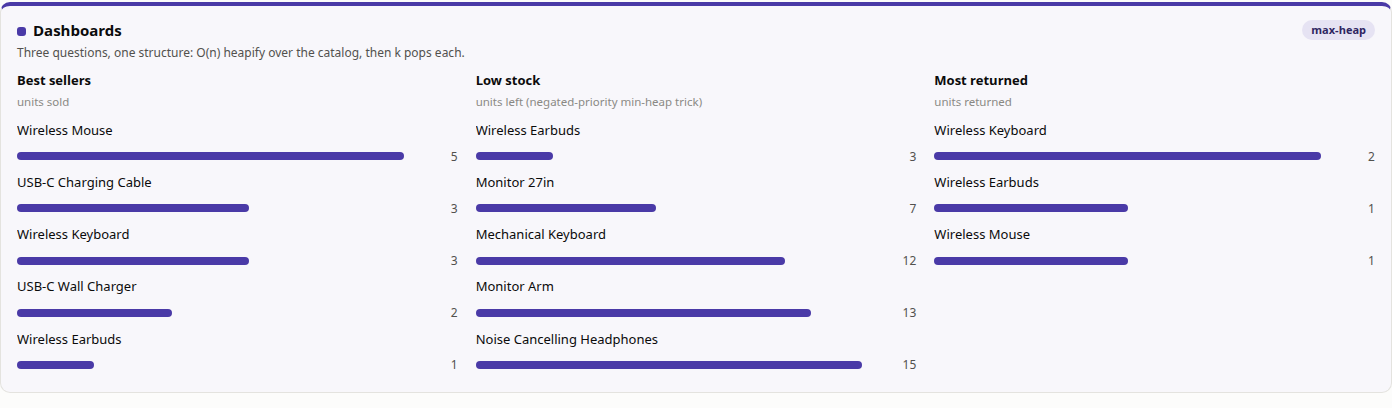 Dashboards
max-heap
Three questions, one structure: O(n) heapify over the catalog, then k pops each.
Best sellers
units sold
Wireless Mouse
5
USB-C Charging Cable
3
Wireless Keyboard
3
USB-C Wall Charger
2
Wireless Earbuds
1
Low stock
units left (negated-priority min-heap trick)
Wireless Earbuds
3
Monitor 27in
7
Mechanical Keyboard
12
Monitor Arm
13
Noise Cancelling Headphones
15
Most returned
units returned
Wireless Keyboard
2
Wireless Earbuds
1
Wireless Mouse
1